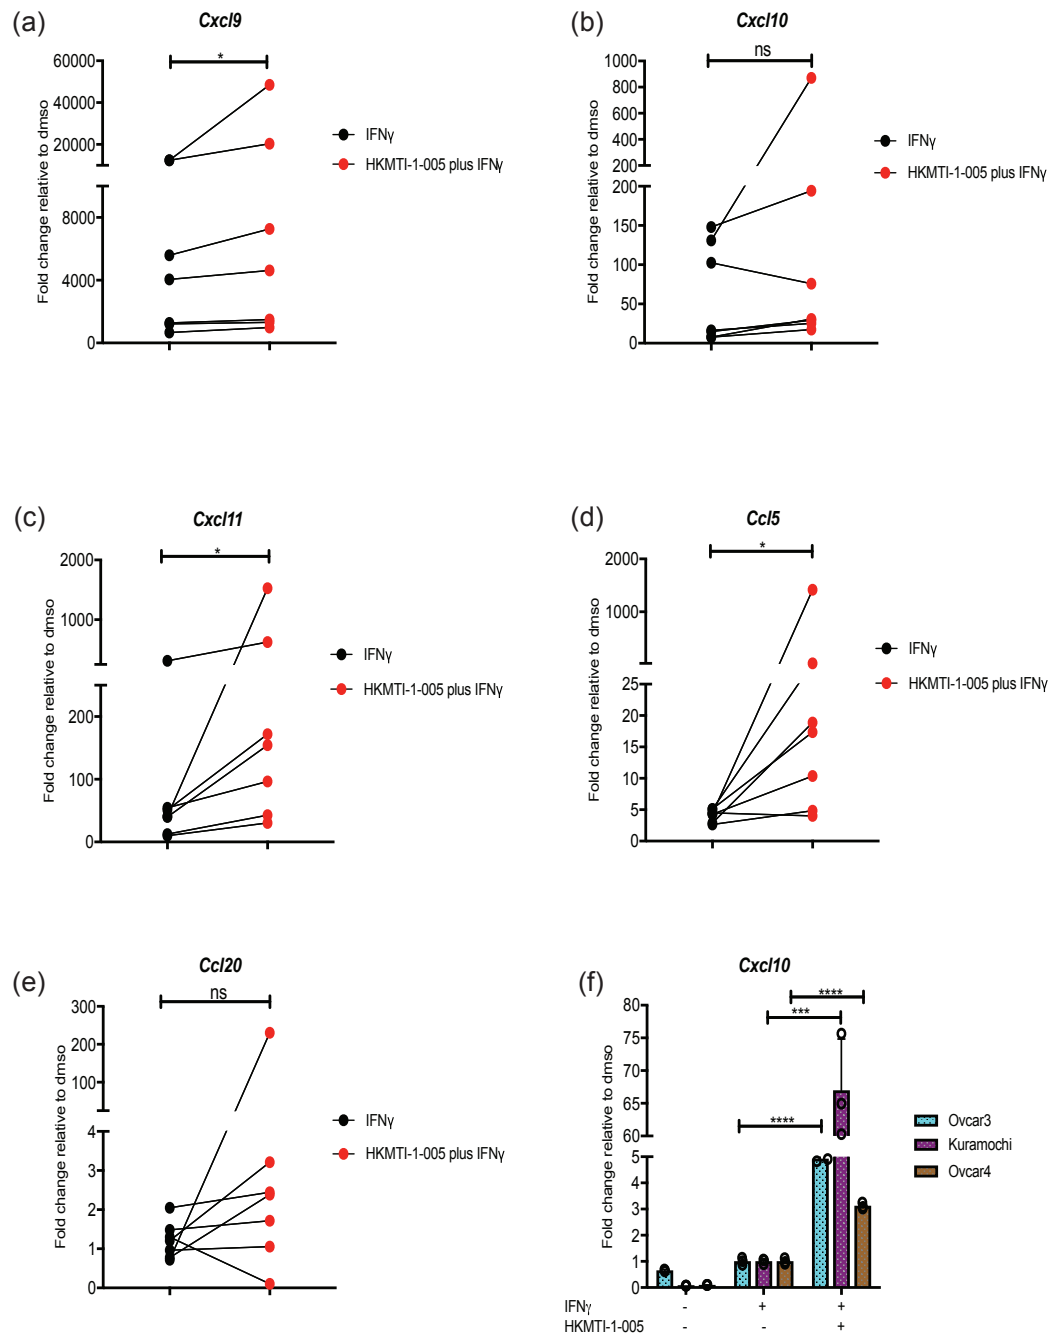 (a)
Cxcl9
*
Fold change relative to dmso
60000
40000
20000
8000
4000
0
IFNγ
HKMTI-1-005 plus IFNγ
(b)
Cxcl10
ns
Fold change relative to dmso
1000
800
600
400
200
200
150
100
50
0
IFNγ
HKMTI-1-005 plus IFNγ
(c)
Cxcl11
*
Fold change relative to dmso
2000
1000
200
100
0
IFNγ
HKMTI-1-005 plus IFNγ
(d)
Ccl5
*
Fold change relative to dmso
2000
1000
25
20
15
10
5
0
IFNγ
HKMTI-1-005 plus IFNγ
(e)
Ccl20
ns
Fold change relative to dmso
300
200
100
4
3
2
1
0
IFNγ
HKMTI-1-005 plus IFNγ
(f)
Cxcl10
****
***
****
Fold change relative to dmso
80
75
70
65
60
5
4
3
2
1
0
Ovcar3
Kuramochi
Ovcar4
IFNγ - + +
HKMTI-1-005 - - +